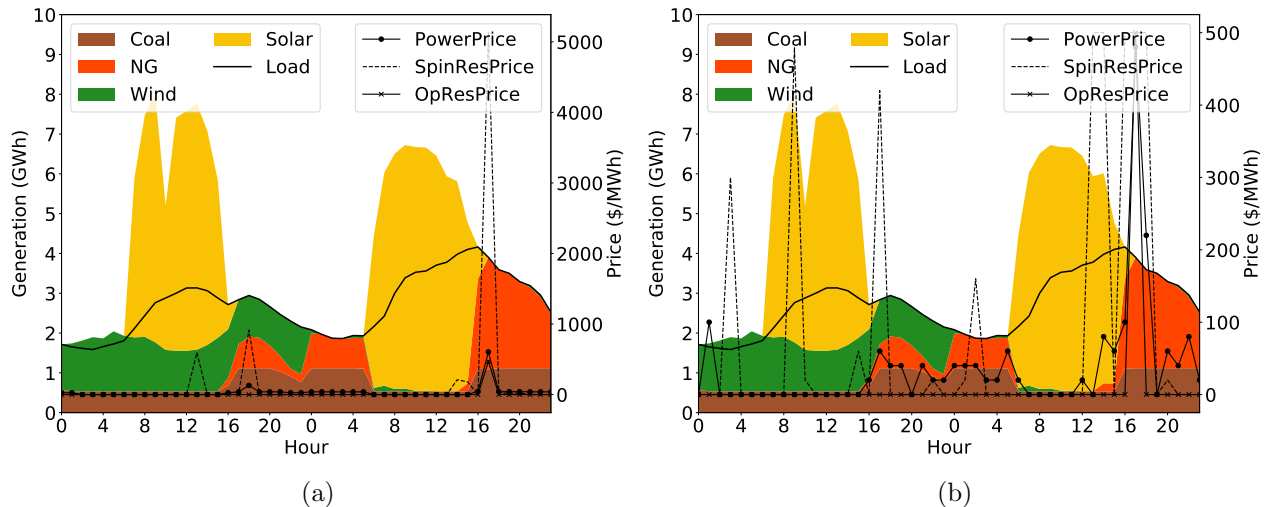 10
9
8
7
6
5
4
3
2
1
0
Generation (GWh)
Coal
NG
Wind
Solar
Load
PowerPrice
SpinResPrice
OpResPrice
5000
4000
3000
2000
1000
0
Price ($/MWh)
0 4 8 12 16 20 0 4 8 12 16 20
Hour
(a)
10
9
8
7
6
5
4
3
2
1
0
Generation (GWh)
Coal
NG
Wind
Solar
Load
PowerPrice
SpinResPrice
OpResPrice
500
400
300
200
100
0
Price ($/MWh)
0 4 8 12 16 20 0 4 8 12 16 20
Hour
(b)